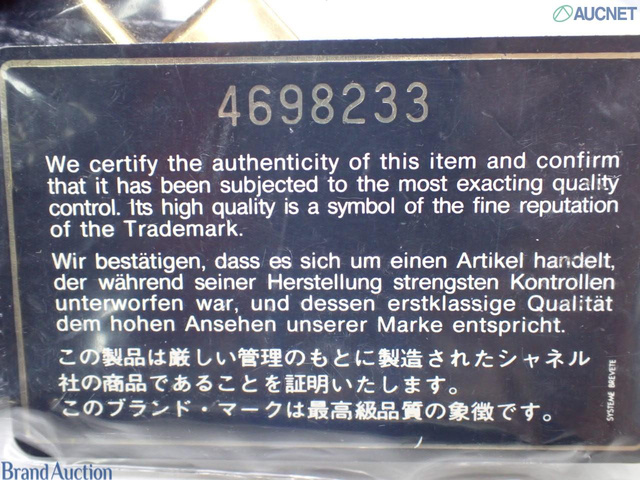 AUCNET
4698233
We certify the authenticity of this item and confirm
that it has been subjected to the most exacting quality
control. Its high quality is a symbol of the fine reputation
of the Trademark.
Wir bestätigen, dass es sich um einen Artikel handelt,
der während seiner Herstellung strengsten Kontrollen
unterworfen war, und dessen erstklassige Qualität
dem hohen Ansehen unserer Marke entspricht.
この製品は厳しい管理のもとに製造されたシャネル
社の商品であることを証明いたします。
このブランド・マークは最高級品質の象徴です。
SYSTEME BREVETE
Brand Auction